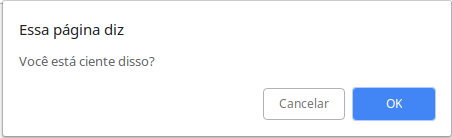 Essa página diz
Você está ciente disso?
Cancelar
OK